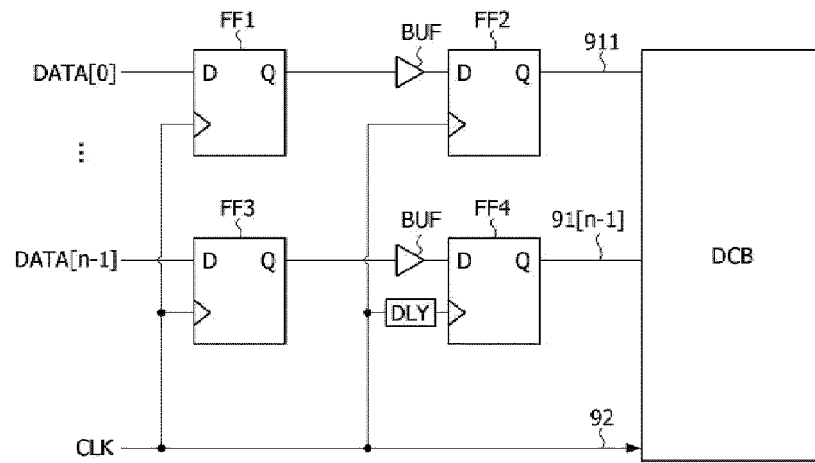 FF1
BUF
FF2
911
DATA[0]
D
Q
D
Q
⋮
FF3
BUF
FF4
91[n-1]
DATA[n-1]
D
Q
D
Q
DCB
DLY
92
CLK